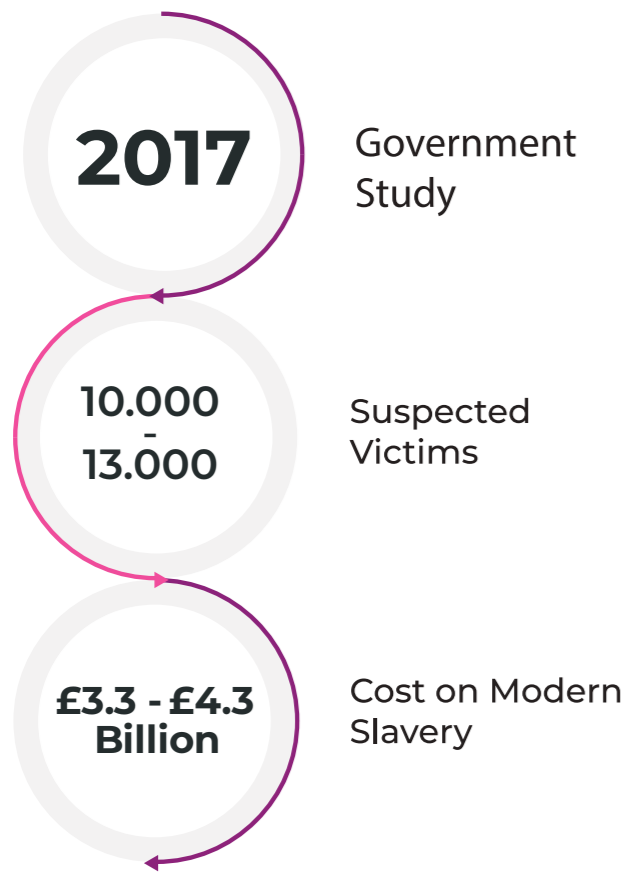 2017
Government
Study
10.000
-
13.000
Suspected
Victims
£3.3 - £4.3
Billion
Cost on Modern
Slavery